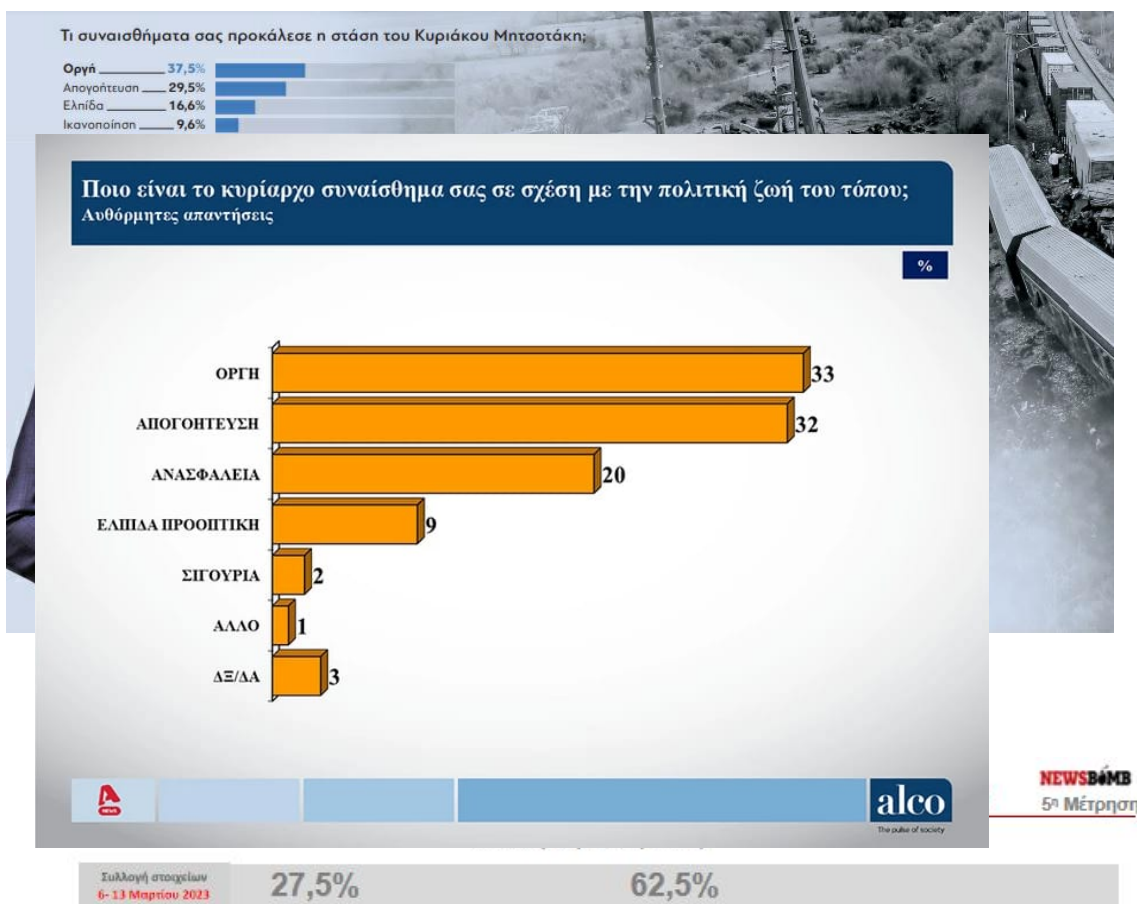 Τι συναισθήματα σας προκάλεσε η στάση του Κυριάκου Μητσοτάκη;
Οργή 37,5%
Απογοήτευση 29,5%
Ελπίδα 16,6%
Ικανοποίηση 9,6%
Ποιο είναι το κυρίαρχο συναίσθημα σας σε σχέση με την πολιτική ζωή του τόπου;
Αυθόρμητες απαντήσεις
%
ΟΡΓΗ 33
ΑΠΟΓΟΗΤΕΥΣΗ 32
ΑΝΑΣΦΑΛΕΙΑ 20
ΕΛΠΙΔΑ ΠΡΟΟΠΤΙΚΗ 9
ΣΙΓΟΥΡΙΑ 2
ΑΛΛΟ 1
ΔΞ/ΔΑ 3
NEWS
alco
The pulse of society
NEWSBOMB
5η Μέτρηση
Συλλογή στοιχείων
6- 13 Μαρτίου 2023
27,5% 62,5%